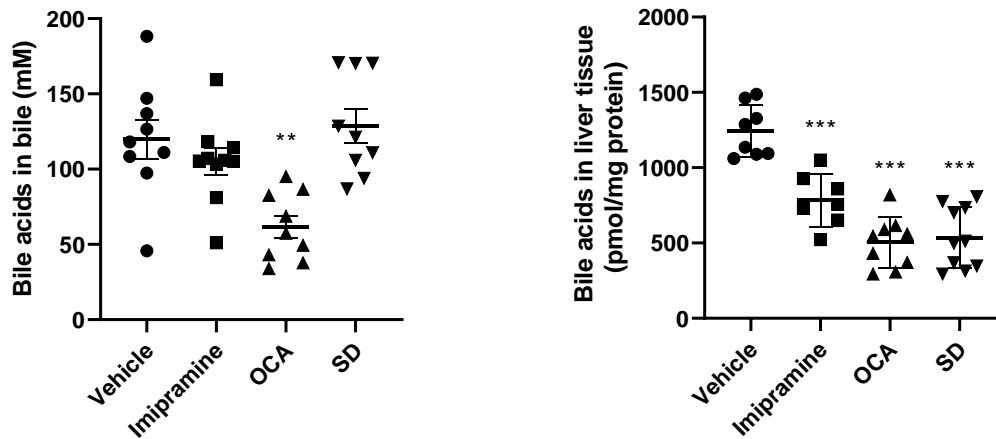 Bile acids in bile (mM)
200
150
100
50
0
**
Vehicle
Imipramine
OCA
SD
Bile acids in liver tissue
(pmol/mg protein)
2000
1500
1000
500
0
***
***
***
Vehicle
Imipramine
OCA
SD